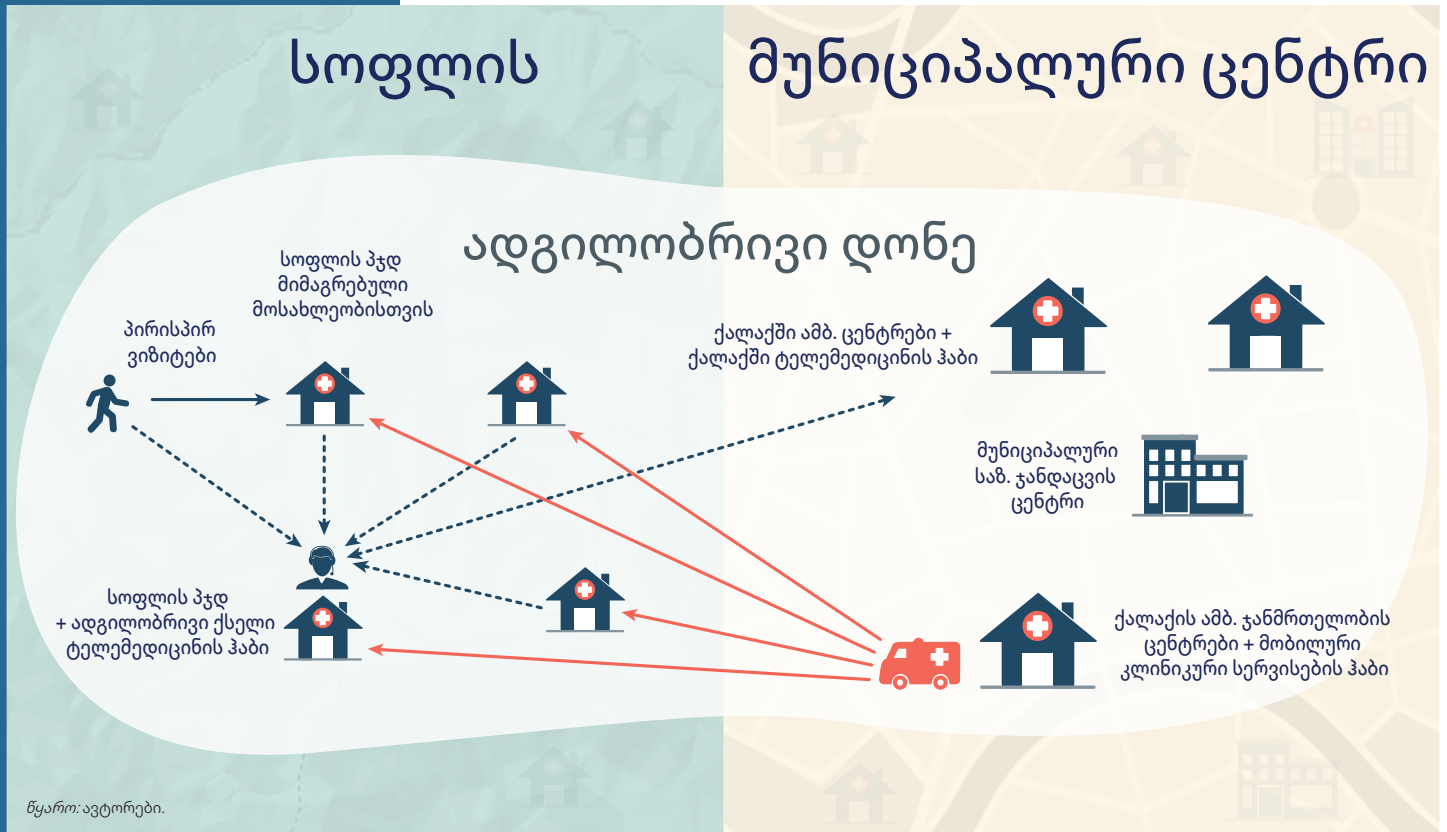 სოფლის
მუნიციპალური ცენტრი
ადგილობრივი დონე
სოფლის პჯდ
მიმაგრებული
მოსახლეობისთვის
პირისპირ
ვიზიტები
ქალაქში ამბ. ცენტრები +
ქალაქში ტელემედიცინის ჰაბი
მუნიციპალური
საზ. ჯანდაცვის
ცენტრი
სოფლის პჯდ
+ ადგილობრივი ქსელი
ტელემედიცინის ჰაბი
ქალაქის ამბ. ჯანმრთელობის
ცენტრები + მობილური
კლინიკური სერვისების ჰაბი
წყარო: ავტორები.